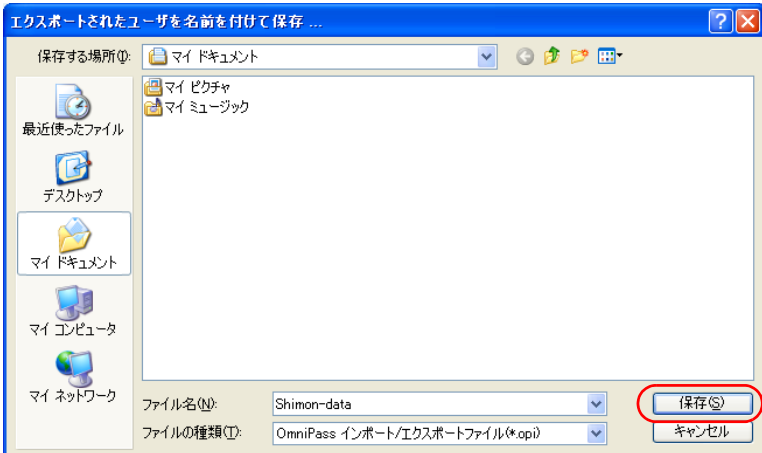 エクスポートされたユーザを名前を付けて保存 ...
保存する場所(I):
マイ ドキュメント
マイ ピクチャ
マイ ミュージック
最近使ったファイル
デスクトップ
マイ ドキュメント
マイ コンピュータ
マイ ネットワーク
ファイル名(N):
Shimon-data
保存(S)
ファイルの種類(T):
OmniPass インポート/エクスポートファイル(*.opi)
キャンセル